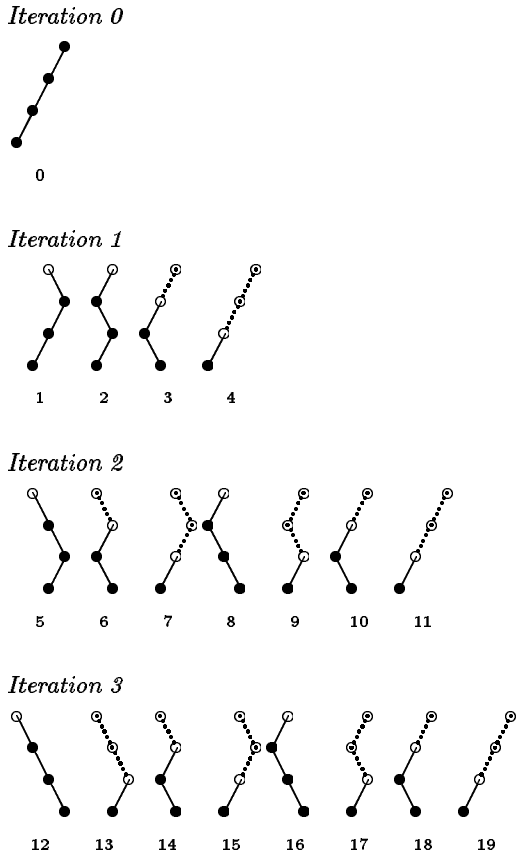 Iteration 0
0
Iteration 1
1 2 3 4
Iteration 2
5 6 7 8 9 10 11
Iteration 3
12 13 14 15 16 17 18 19